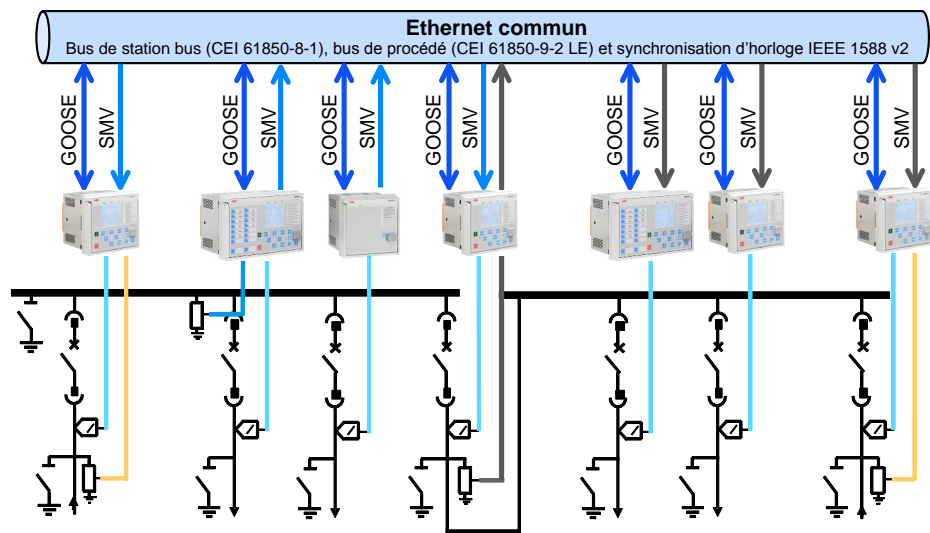 Ethernet commun
Bus de station bus (CEI 61850-8-1), bus de procédé (CEI 61850-9-2 LE) et synchronisation d’horloge IEEE 1588 v2
GOOSE
SMV
GOOSE
SMV
GOOSE
SMV
GOOSE
SMV
GOOSE
SMV
GOOSE
SMV
GOOSE
SMV